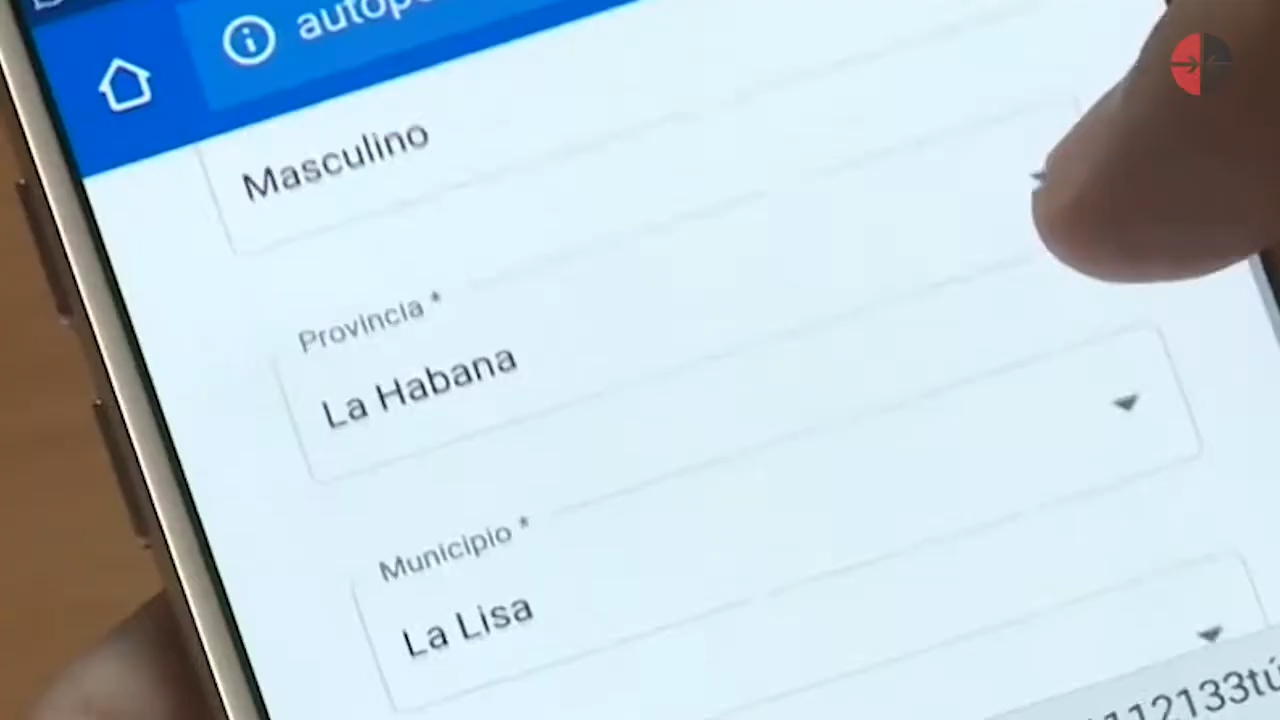 Masculino
Provincia *
La Habana
Municipio *
La Lisa